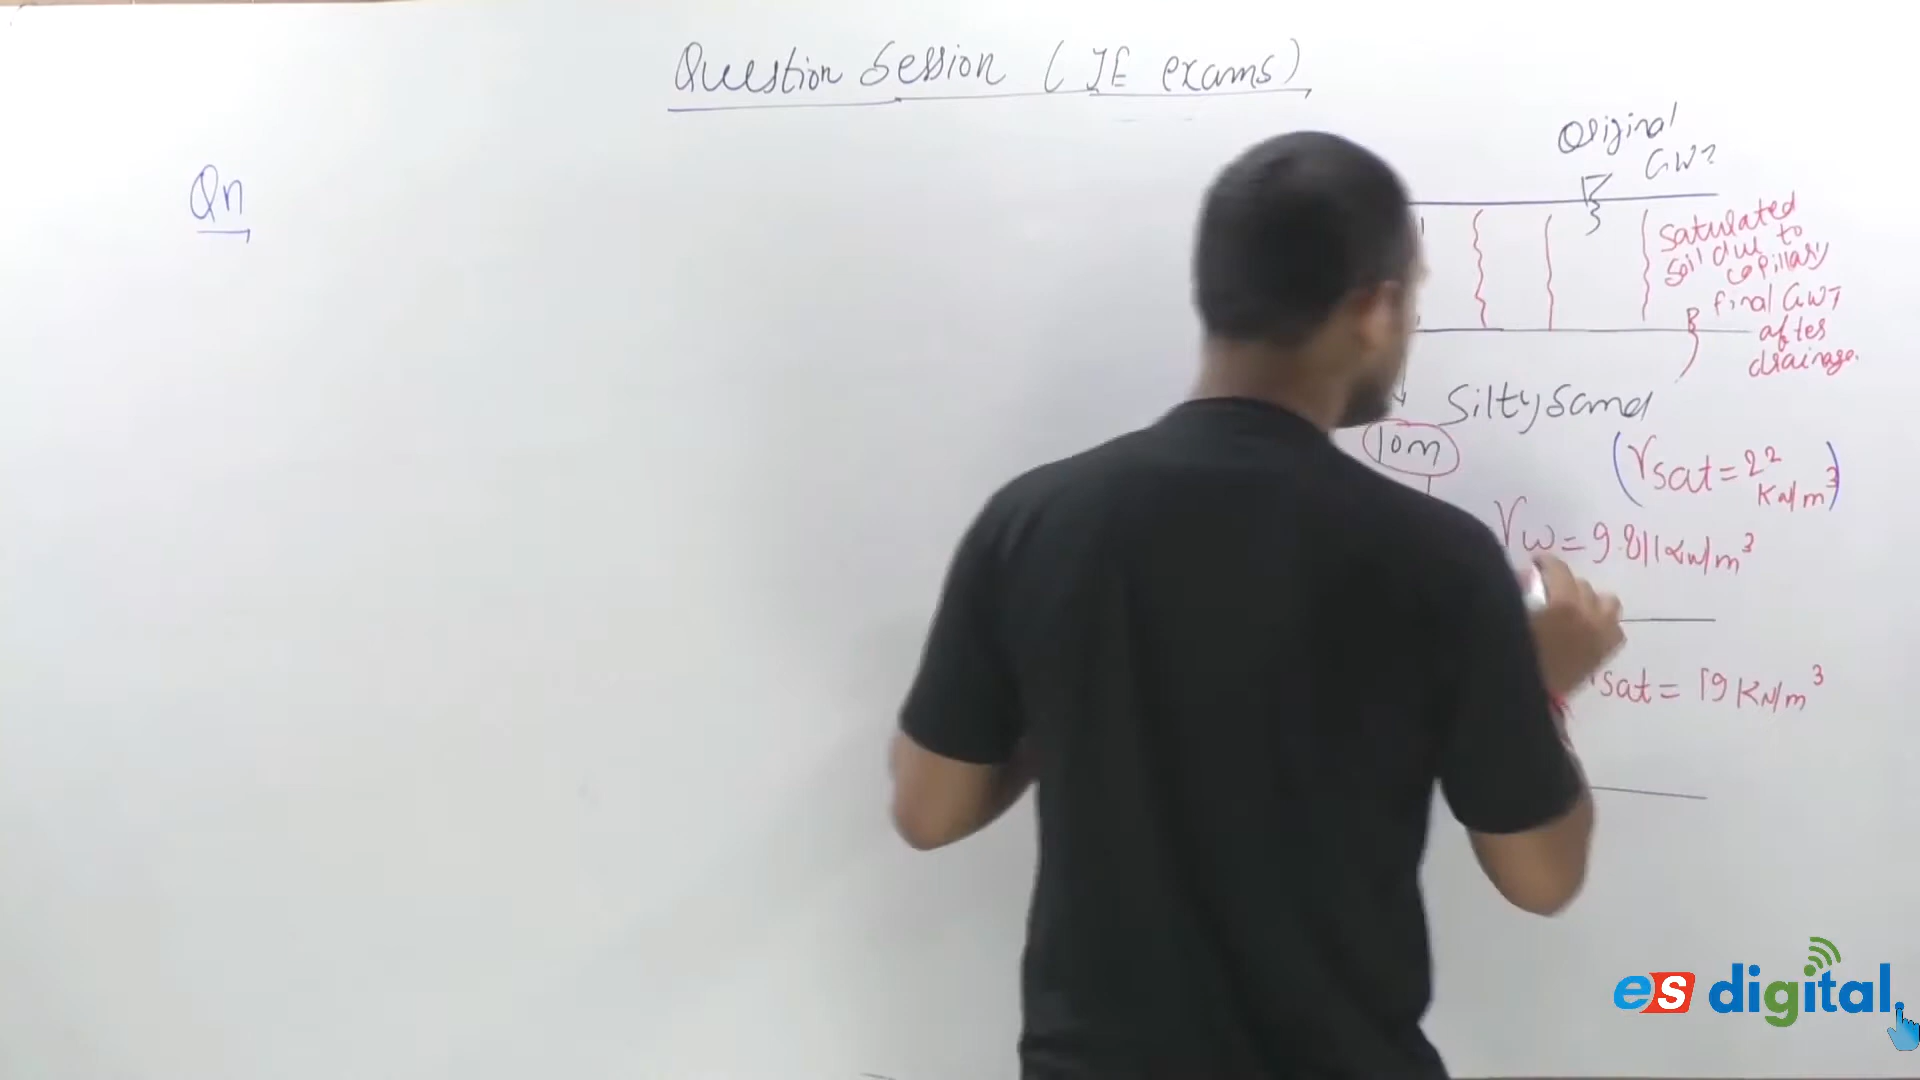 Question Session (JE exams)
Qn
Original
GWT
Saturated
soil due to
capillary
final GWT
after
drainage.
Silty Sand
10m
(γsat = 22
KN/m³)
γw = 9.81 KN/m³
sat = 19 KN/m³
es digital